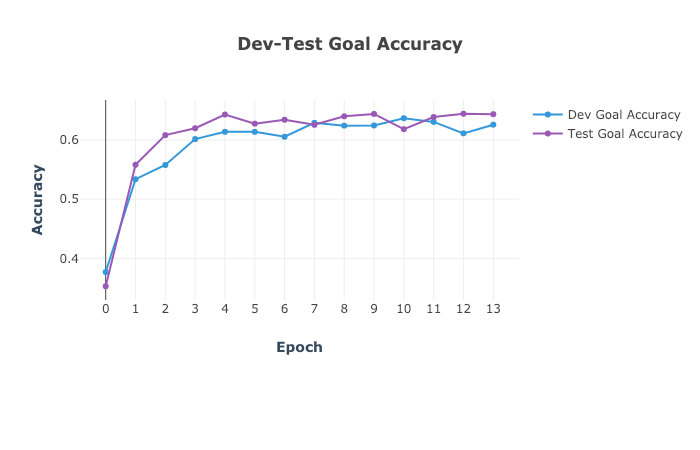 Dev-Test Goal Accuracy
Dev Goal Accuracy
Test Goal Accuracy
Accuracy
0.6
0.5
0.4
0 1 2 3 4 5 6 7 8 9 10 11 12 13
Epoch